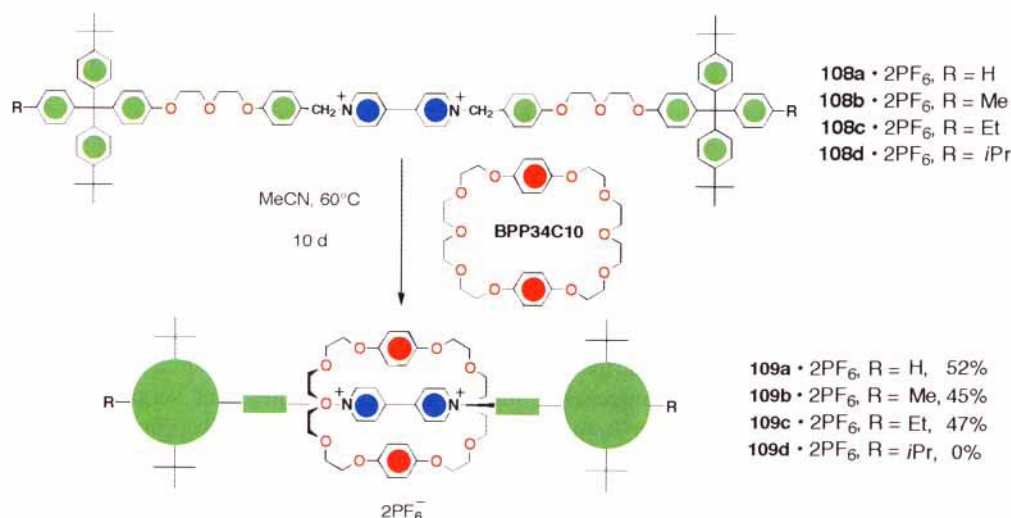 R
O O O
CH₂
N⁺
N⁺
CH₂
O O O
R
108a • 2PF₆, R = H
108b • 2PF₆, R = Me
108c • 2PF₆, R = Et
108d • 2PF₆, R = iPr
MeCN, 60°C
10 d
O O
O O
O BPP34C10 O
O O
O O
O O
O O
R
O N⁺
N⁺ O
R
O O
O O
2PF₆⁻
109a • 2PF₆, R = H, 52%
109b • 2PF₆, R = Me, 45%
109c • 2PF₆, R = Et, 47%
109d • 2PF₆, R = iPr, 0%